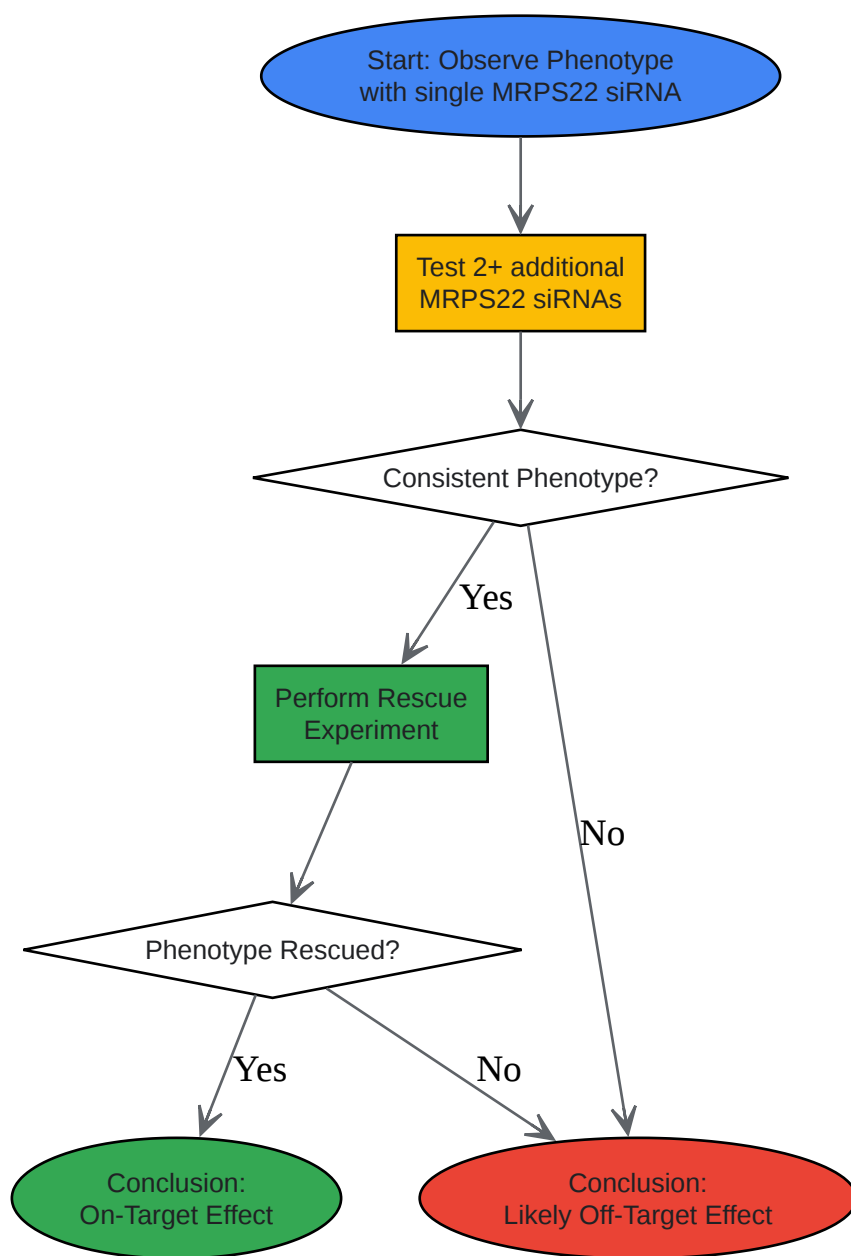 Start: Observe Phenotype
with single MRPS22 siRNA
Test 2+ additional
MRPS22 siRNAs
Consistent Phenotype?
Yes
Perform Rescue
Experiment
No
Phenotype Rescued?
Yes
No
Conclusion:
On-Target Effect
Conclusion:
Likely Off-Target Effect